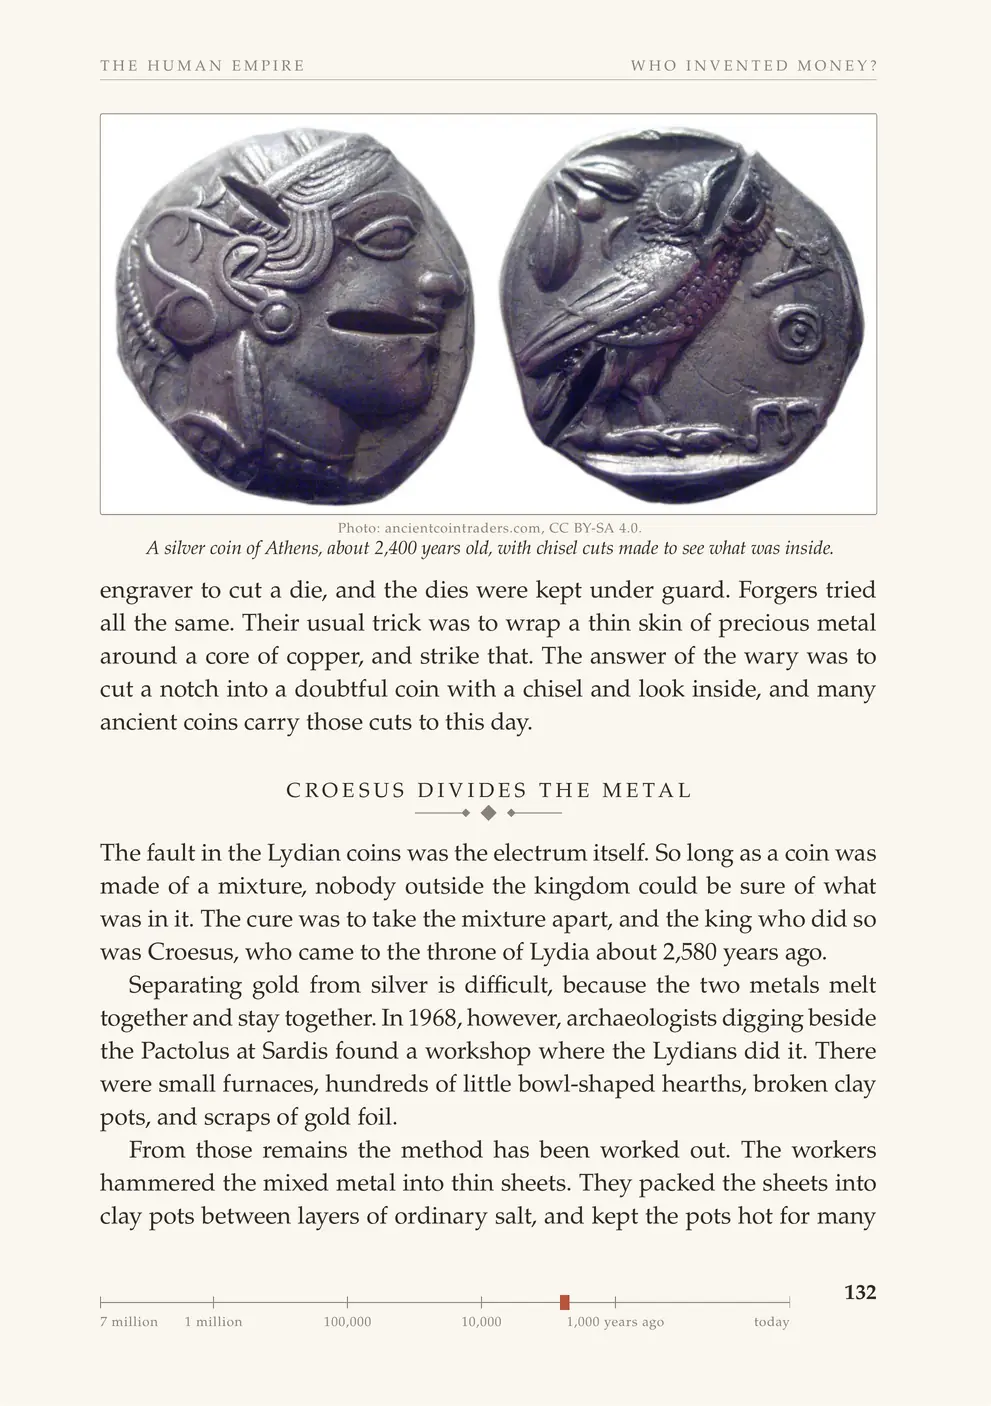 THE HUMAN EMPIRE
WHO INVENTED MONEY?
ΑΘΕ
Photo: ancientcointraders.com, CC BY-SA 4.0.
A silver coin of Athens, about 2,400 years old, with chisel cuts made to see what was inside.
engraver to cut a die, and the dies were kept under guard. Forgers tried
all the same. Their usual trick was to wrap a thin skin of precious metal
around a core of copper, and strike that. The answer of the wary was to
cut a notch into a doubtful coin with a chisel and look inside, and many
ancient coins carry those cuts to this day.
CROESUS DIVIDES THE METAL
The fault in the Lydian coins was the electrum itself. So long as a coin was
made of a mixture, nobody outside the kingdom could be sure of what
was in it. The cure was to take the mixture apart, and the king who did so
was Croesus, who came to the throne of Lydia about 2,580 years ago.
Separating gold from silver is difficult, because the two metals melt
together and stay together. In 1968, however, archaeologists digging beside
the Pactolus at Sardis found a workshop where the Lydians did it. There
were small furnaces, hundreds of little bowl-shaped hearths, broken clay
pots, and scraps of gold foil.
From those remains the method has been worked out. The workers
hammered the mixed metal into thin sheets. They packed the sheets into
clay pots between layers of ordinary salt, and kept the pots hot for many
132
7 million 1 million 100,000 10,000 1,000 years ago today